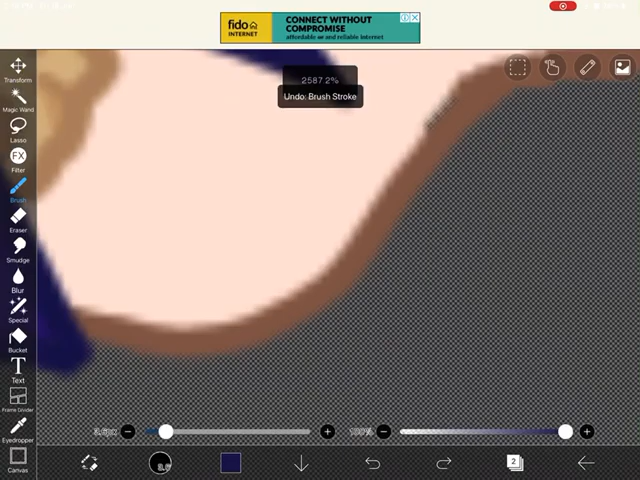 fido
INTERNET
CONNECT WITHOUT
COMPROMISE
affordable and reliable Internet
2587.2%
Undo: Brush Stroke
Transform
Magic Wand
Lasso
FX
Filter
Brush
Eraser
Smudge
Blur
Special
Bucket
T
Text
Frame Divider
Eyedropper
Canvas
100%
2